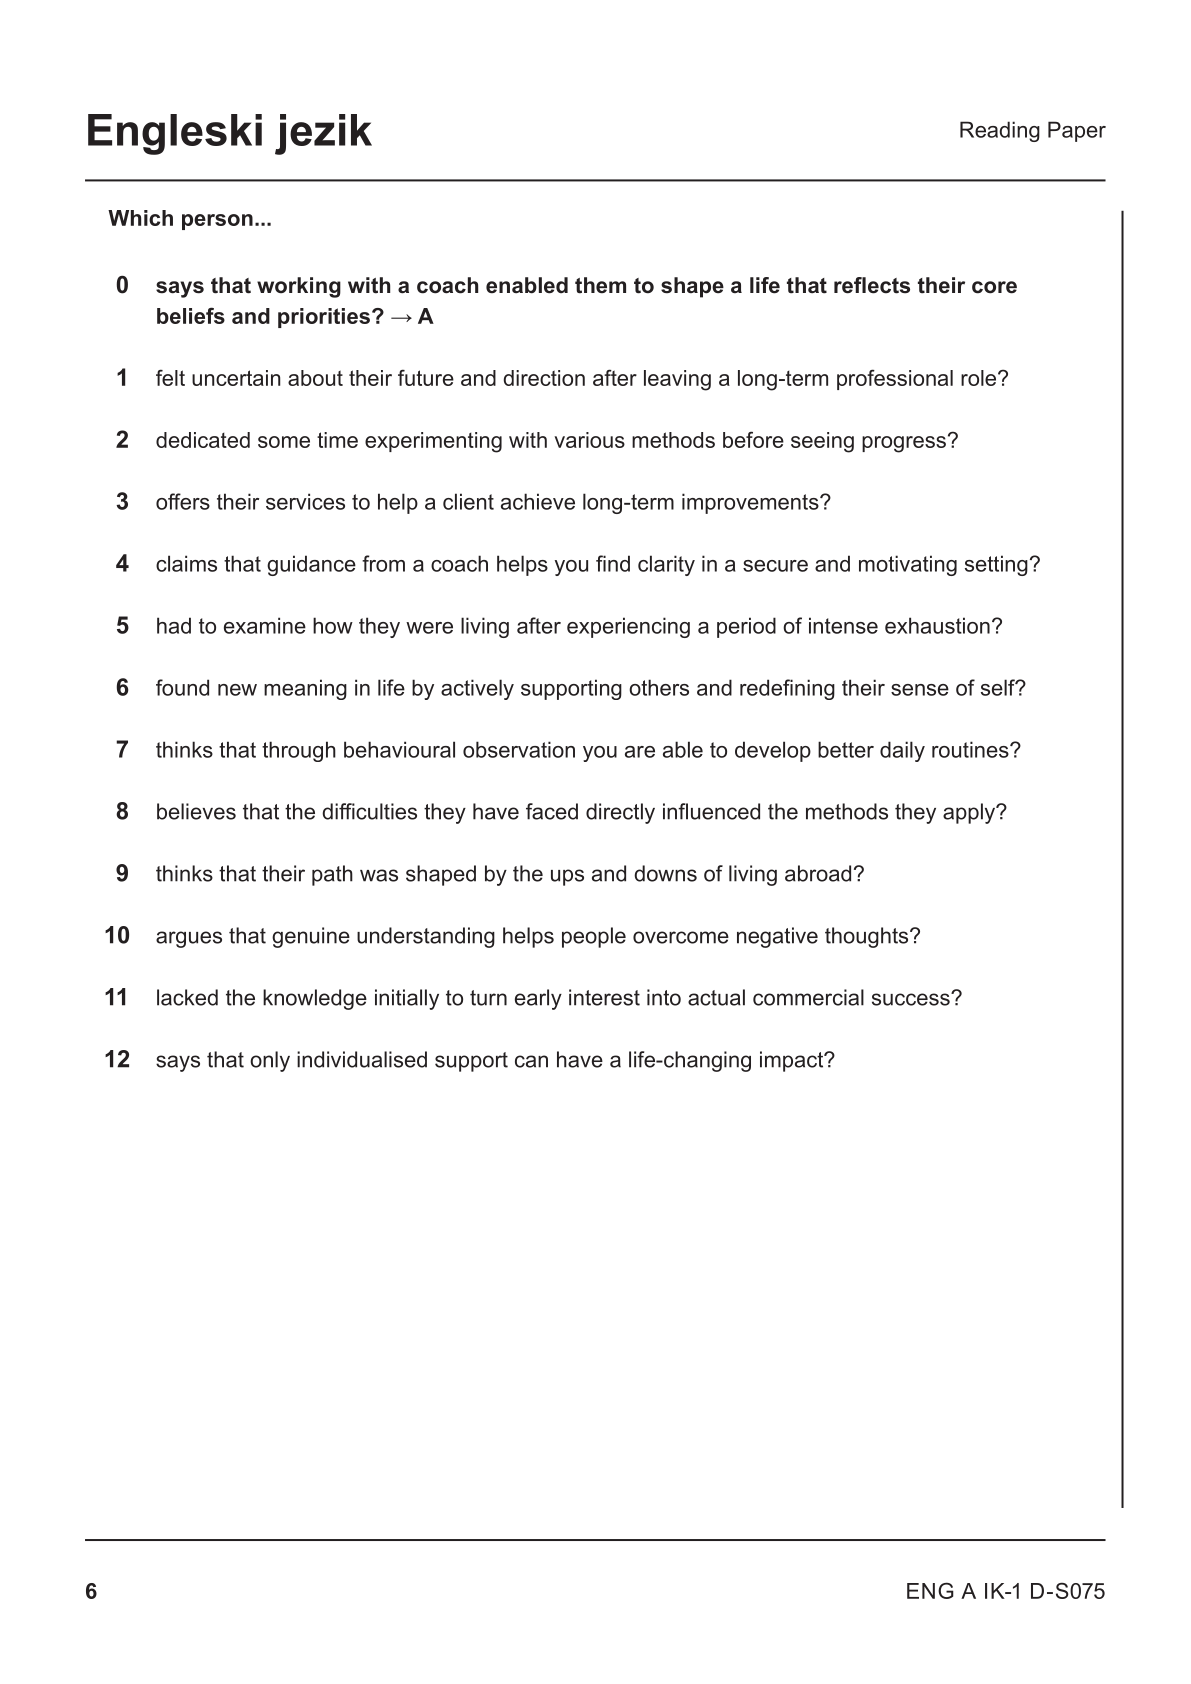 Engleski jezik
Reading Paper
Which person...
0 says that working with a coach enabled them to shape a life that reflects their core
beliefs and priorities? → A
1 felt uncertain about their future and direction after leaving a long-term professional role?
2 dedicated some time experimenting with various methods before seeing progress?
3 offers their services to help a client achieve long-term improvements?
4 claims that guidance from a coach helps you find clarity in a secure and motivating setting?
5 had to examine how they were living after experiencing a period of intense exhaustion?
6 found new meaning in life by actively supporting others and redefining their sense of self?
7 thinks that through behavioural observation you are able to develop better daily routines?
8 believes that the difficulties they have faced directly influenced the methods they apply?
9 thinks that their path was shaped by the ups and downs of living abroad?
10 argues that genuine understanding helps people overcome negative thoughts?
11 lacked the knowledge initially to turn early interest into actual commercial success?
12 says that only individualised support can have a life-changing impact?
6
ENG A IK-1 D-S075